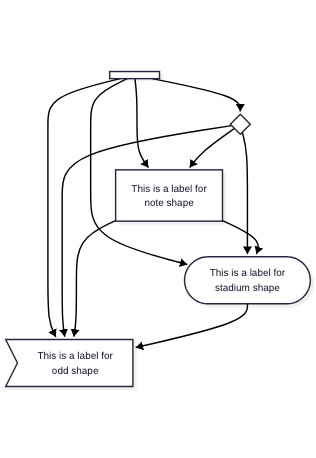 This is a label for
note shape
This is a label for
stadium shape
This is a label for
odd shape